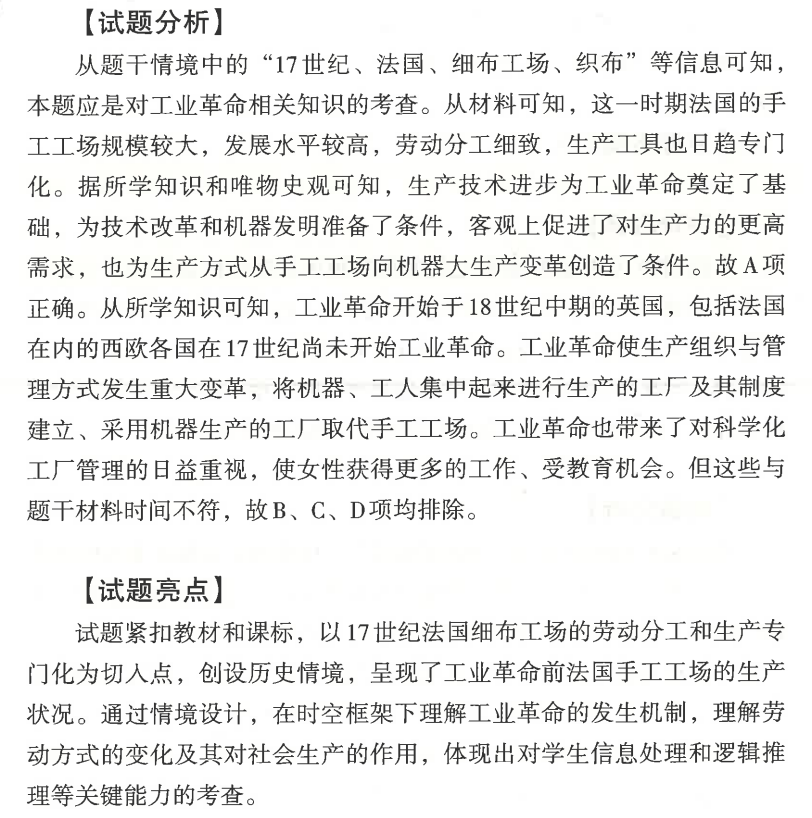 【试题分析】
从题干情境中的“17世纪、法国、细布工场、织布”等信息可知，
本题应是对工业革命相关知识的考查。从材料可知，这一时期法国的手
工工场规模较大，发展水平较高，劳动分工细致，生产工具也日趋专门
化。据所学知识和唯物史观可知，生产技术进步为工业革命奠定了基
础，为技术改革和机器发明准备了条件，客观上促进了对生产力的更高
需求，也为生产方式从手工工场向机器大生产变革创造了条件。故A项
正确。从所学知识可知，工业革命开始于18世纪中期的英国，包括法国
在内的西欧各国在17世纪尚未开始工业革命。工业革命使生产组织与管
理方式发生重大变革，将机器、工人集中起来进行生产的工厂及其制度
建立、采用机器生产的工厂取代手工工场。工业革命也带来了对科学化
工厂管理的日益重视，使女性获得更多的工作、受教育机会。但这些与
题干材料时间不符，故B、C、D项均排除。
【试题亮点】
试题紧扣教材和课标，以17世纪法国细布工场的劳动分工和生产专
门化为切入点，创设历史情境，呈现了工业革命前法国手工工场的生产
状况。通过情境设计，在时空框架下理解工业革命的发生机制，理解劳
动方式的变化及其对社会生产的作用，体现出对学生信息处理和逻辑推
理等关键能力的考查。